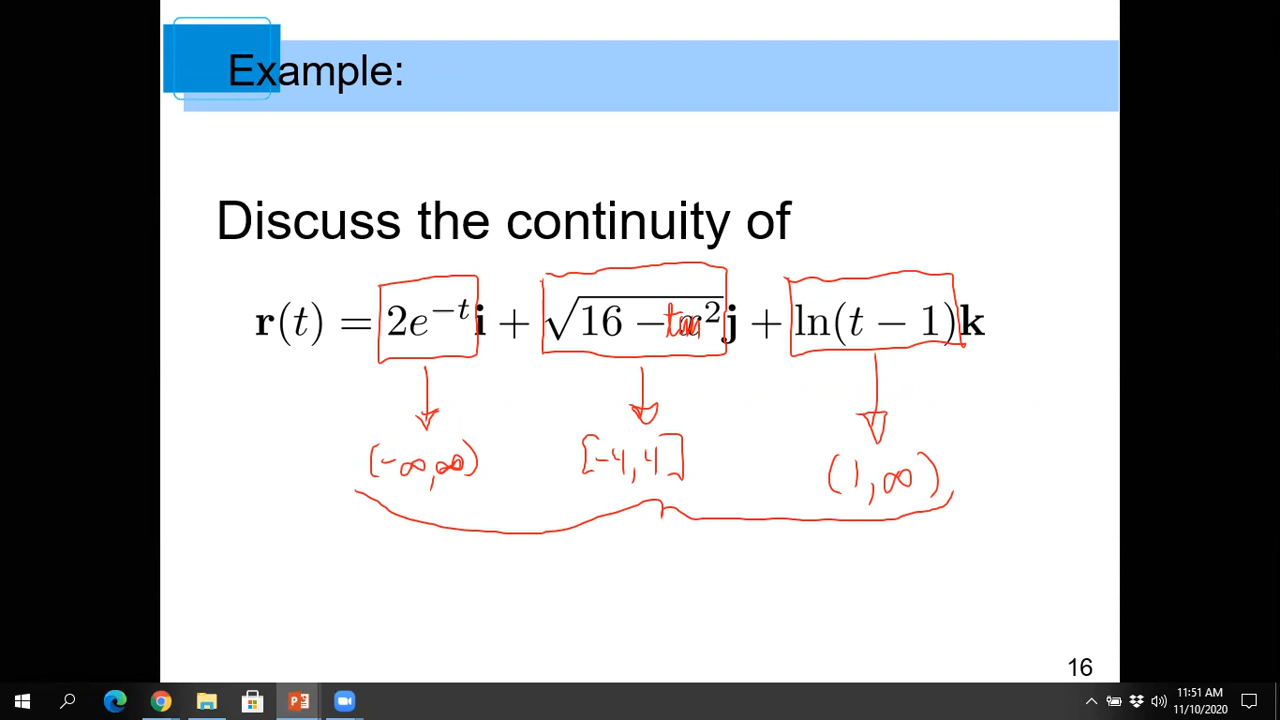 Example:
Discuss the continuity of
r(t) = 2e^{-t}i + √(16 − t²)j + ln(t − 1)k
(-∞,∞) [-4,4] (1,∞)
16
11:51 AM
11/10/2020